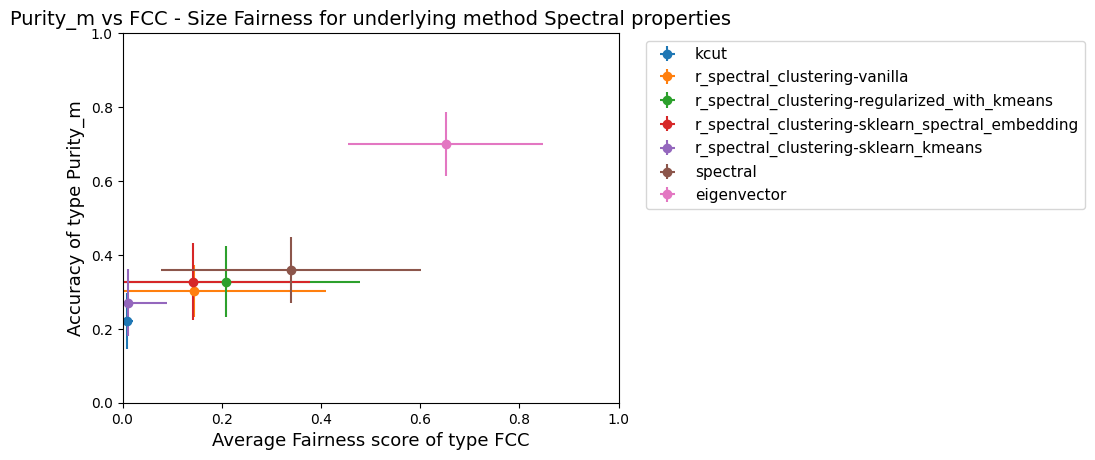 Purity_m vs FCC - Size Fairness for underlying method Spectral properties
Accuracy of type Purity_m
1.0
0.8
0.6
0.4
0.2
0.0
0.0 0.2 0.4 0.6 0.8 1.0
Average Fairness score of type FCC
kcut
r_spectral_clustering-vanilla
r_spectral_clustering-regularized_with_kmeans
r_spectral_clustering-sklearn_spectral_embedding
r_spectral_clustering-sklearn_kmeans
spectral
eigenvector